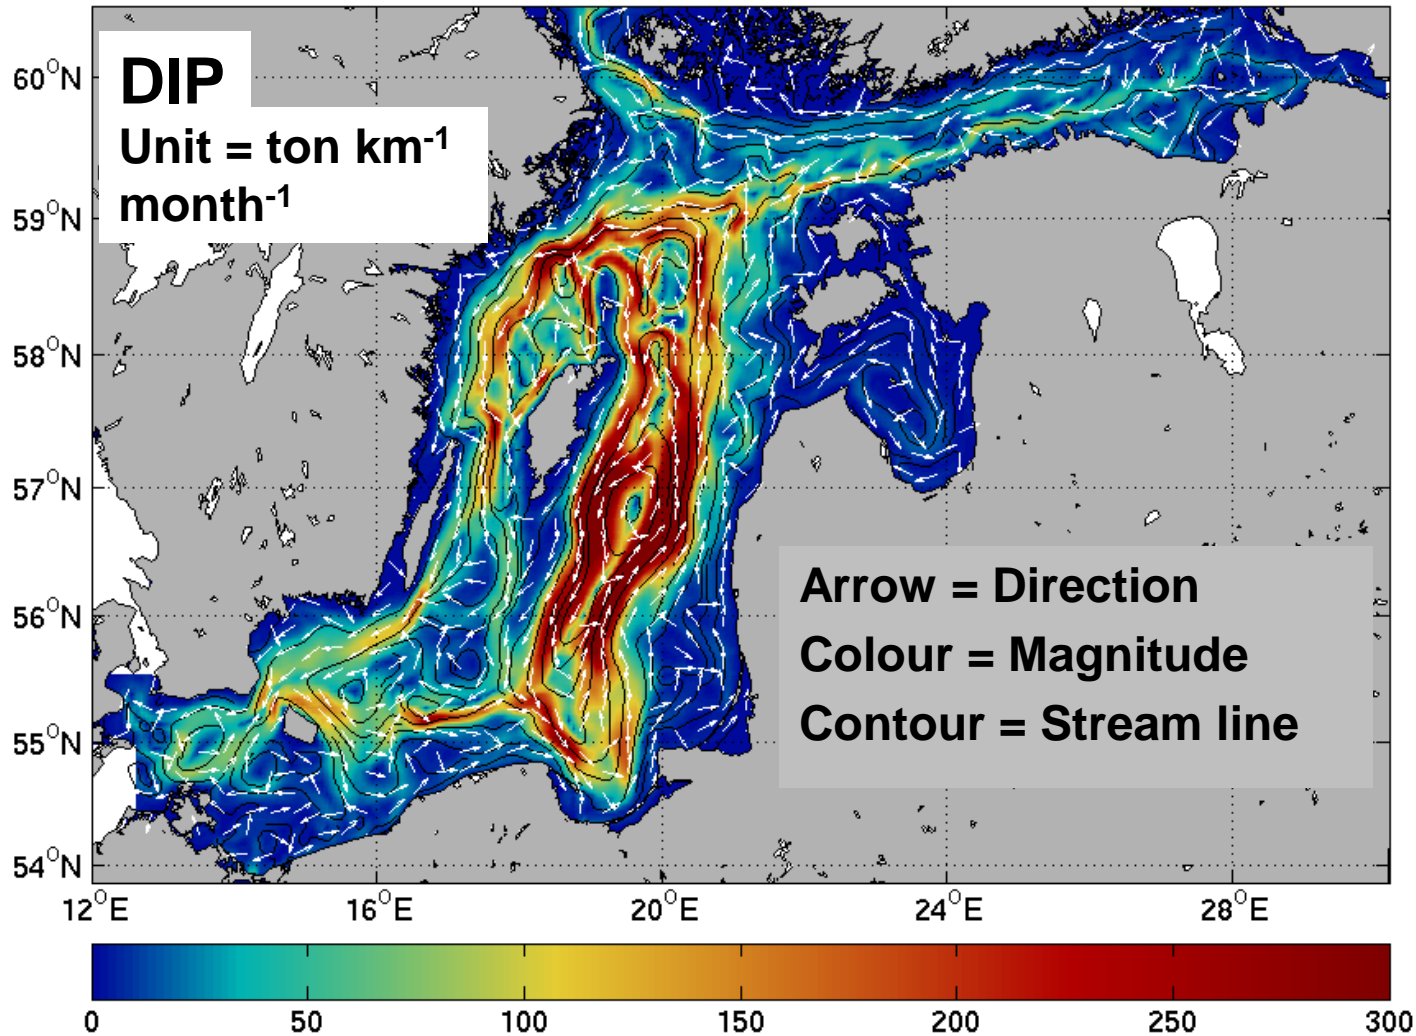 DIP
Unit = ton km⁻¹
month⁻¹
60°N
59°N
58°N
57°N
56°N
55°N
54°N
Arrow = Direction
Colour = Magnitude
Contour = Stream line
12°E 16°E 20°E 24°E 28°E
0 50 100 150 200 250 300